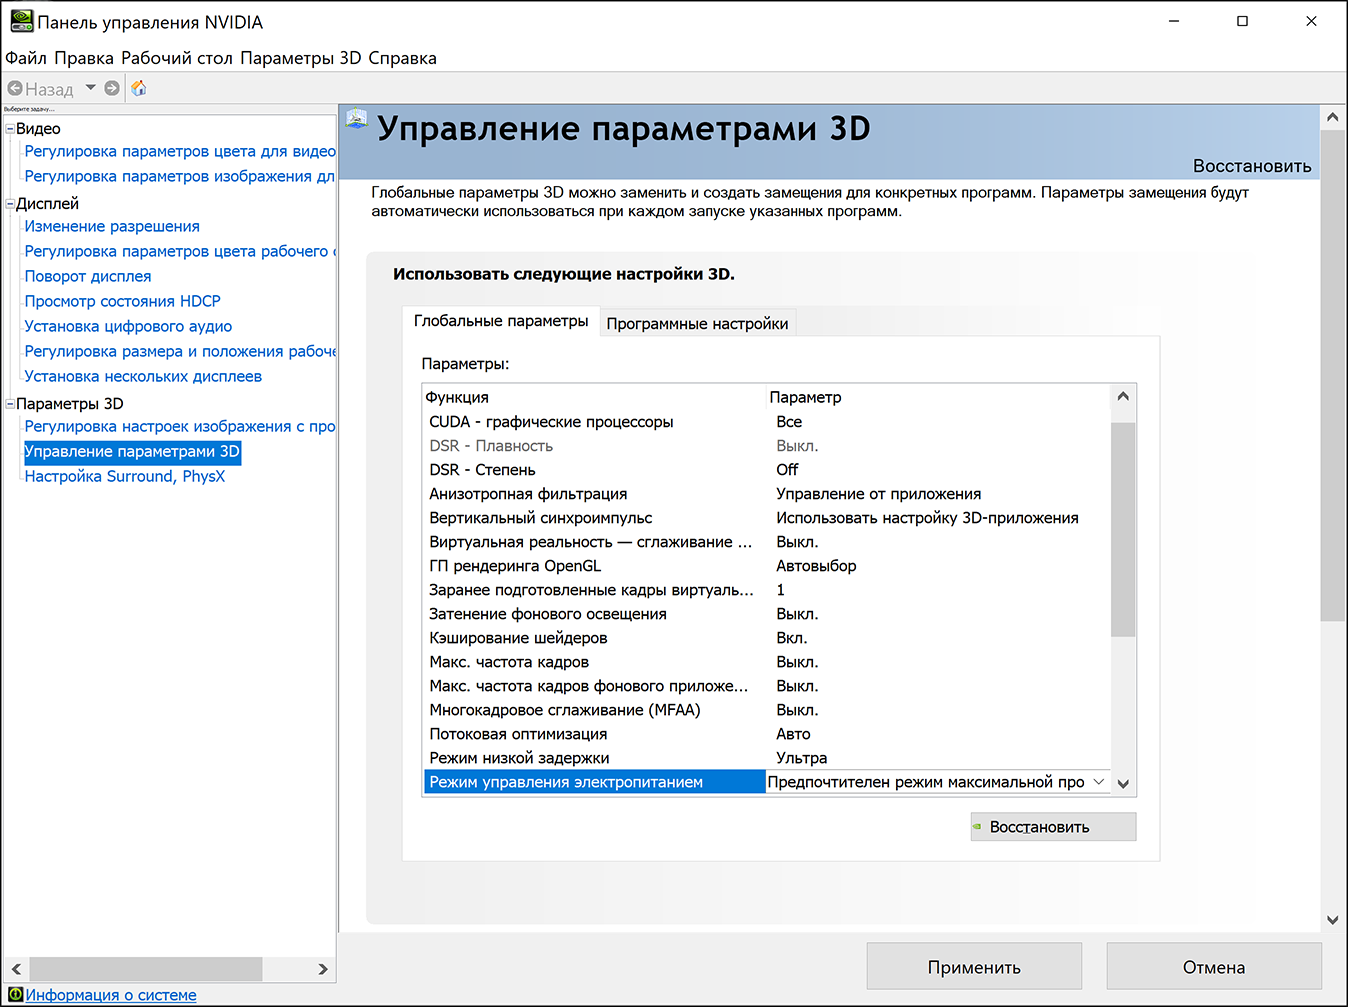 Панель управления NVIDIA
Файл Правка Рабочий стол Параметры 3D Справка
Назад
Выберите задачу...
Видео
Регулировка параметров цвета для видео
Регулировка параметров изображения дл
Дисплей
Изменение разрешения
Регулировка параметров цвета рабочего с
Поворот дисплея
Просмотр состояния HDCP
Установка цифрового аудио
Регулировка размера и положения рабоче
Установка нескольких дисплеев
Параметры 3D
Регулировка настроек изображения с про
Управление параметрами 3D
Настройка Surround, PhysX
Информация о системе
Управление параметрами 3D
Восстановить
Глобальные параметры 3D можно заменить и создать замещения для конкретных программ. Параметры замещения будут
автоматически использоваться при каждом запуске указанных программ.
Использовать следующие настройки 3D.
Глобальные параметры Программные настройки
Параметры:
Функция Параметр
CUDA - графические процессоры Все
DSR - Плавность Выкл.
DSR - Степень Off
Анизотропная фильтрация Управление от приложения
Вертикальный синхроимпульс Использовать настройку 3D-приложения
Виртуальная реальность — сглаживание ... Выкл.
ГП рендеринга OpenGL Автовыбор
Заранее подготовленные кадры виртуаль... 1
Затенение фонового освещения Выкл.
Кэширование шейдеров Вкл.
Макс. частота кадров Выкл.
Макс. частота кадров фонового приложе... Выкл.
Многокадровое сглаживание (MFAA) Выкл.
Потоковая оптимизация Авто
Режим низкой задержки Ультра
Режим управления электропитанием Предпочтителен режим максимальной про
Восстановить
Применить Отмена